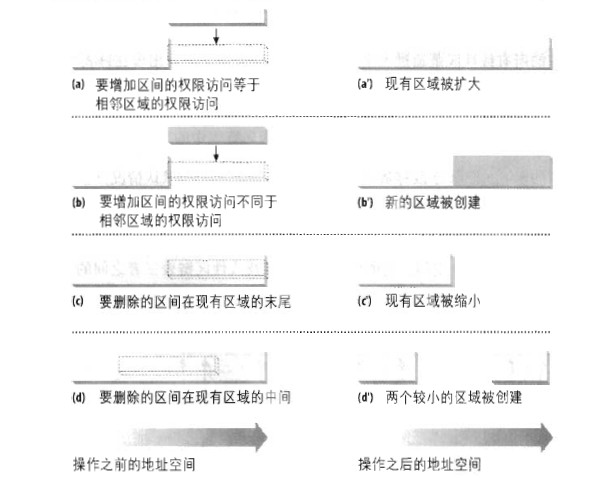 (a) 要增加区间的权限访问等于
相邻区域的权限访问
(a') 现有区域被扩大
(b) 要增加区间的权限访问不同于
相邻区域的权限访问
(b') 新的区域被创建
(c) 要删除的区间在现有区域的末尾
(c') 现有区域被缩小
(d) 要删除的区间在现有区域的中间
(d') 两个较小的区域被创建
操作之前的地址空间
操作之后的地址空间